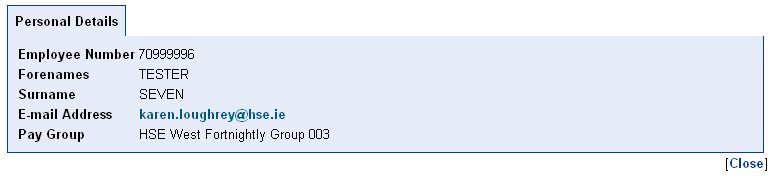 Personal Details
Employee Number 70999996
Forenames TESTER
Surname SEVEN
E-mail Address karen.loughrey@hse.ie
Pay Group HSE West Fortnightly Group 003
[Close]